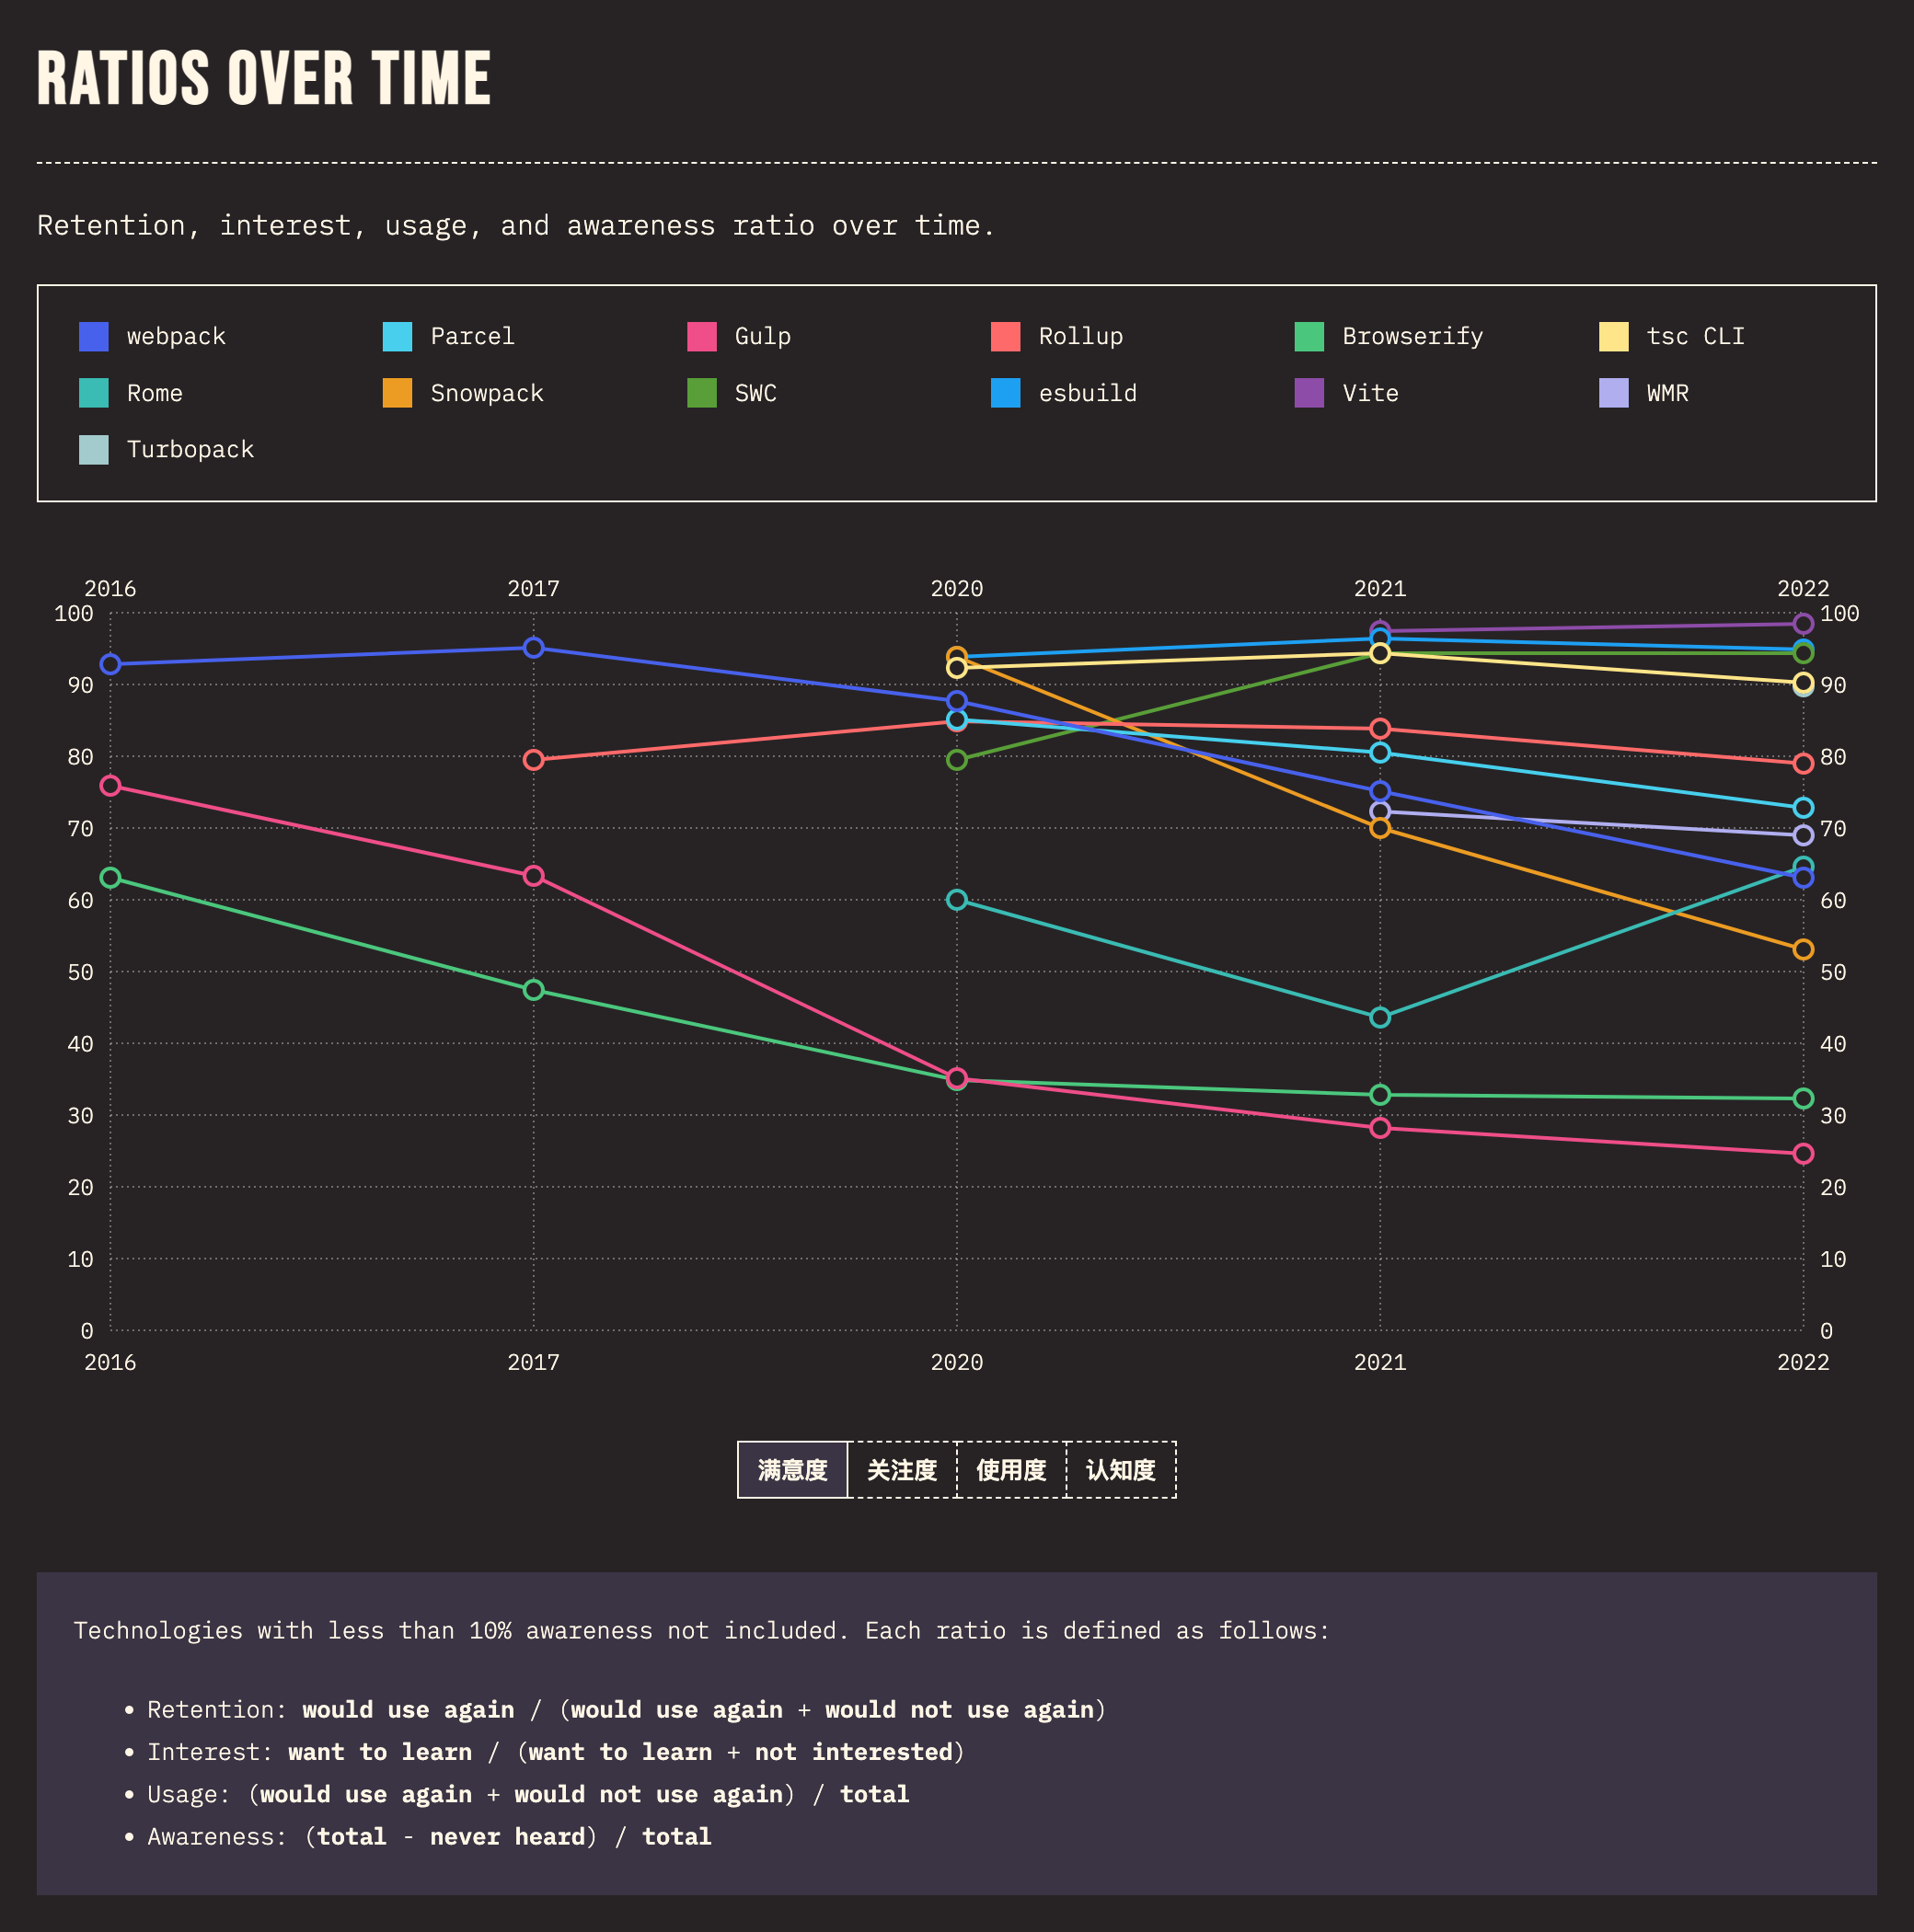 RATIOS OVER TIME
Retention, interest, usage, and awareness ratio over time.
webpack Parcel Gulp Rollup Browserify tsc CLI
Rome Snowpack SWC esbuild Vite WMR
Turbopack
2016 2017 2020 2021 2022
100 100
90 90
80 80
70 70
60 60
50 50
40 40
30 30
20 20
10 10
0 0
2016 2017 2020 2021 2022
满意度 关注度 使用度 认知度
Technologies with less than 10% awareness not included. Each ratio is defined as follows:
• Retention: would use again / (would use again + would not use again)
• Interest: want to learn / (want to learn + not interested)
• Usage: (would use again + would not use again) / total
• Awareness: (total - never heard) / total